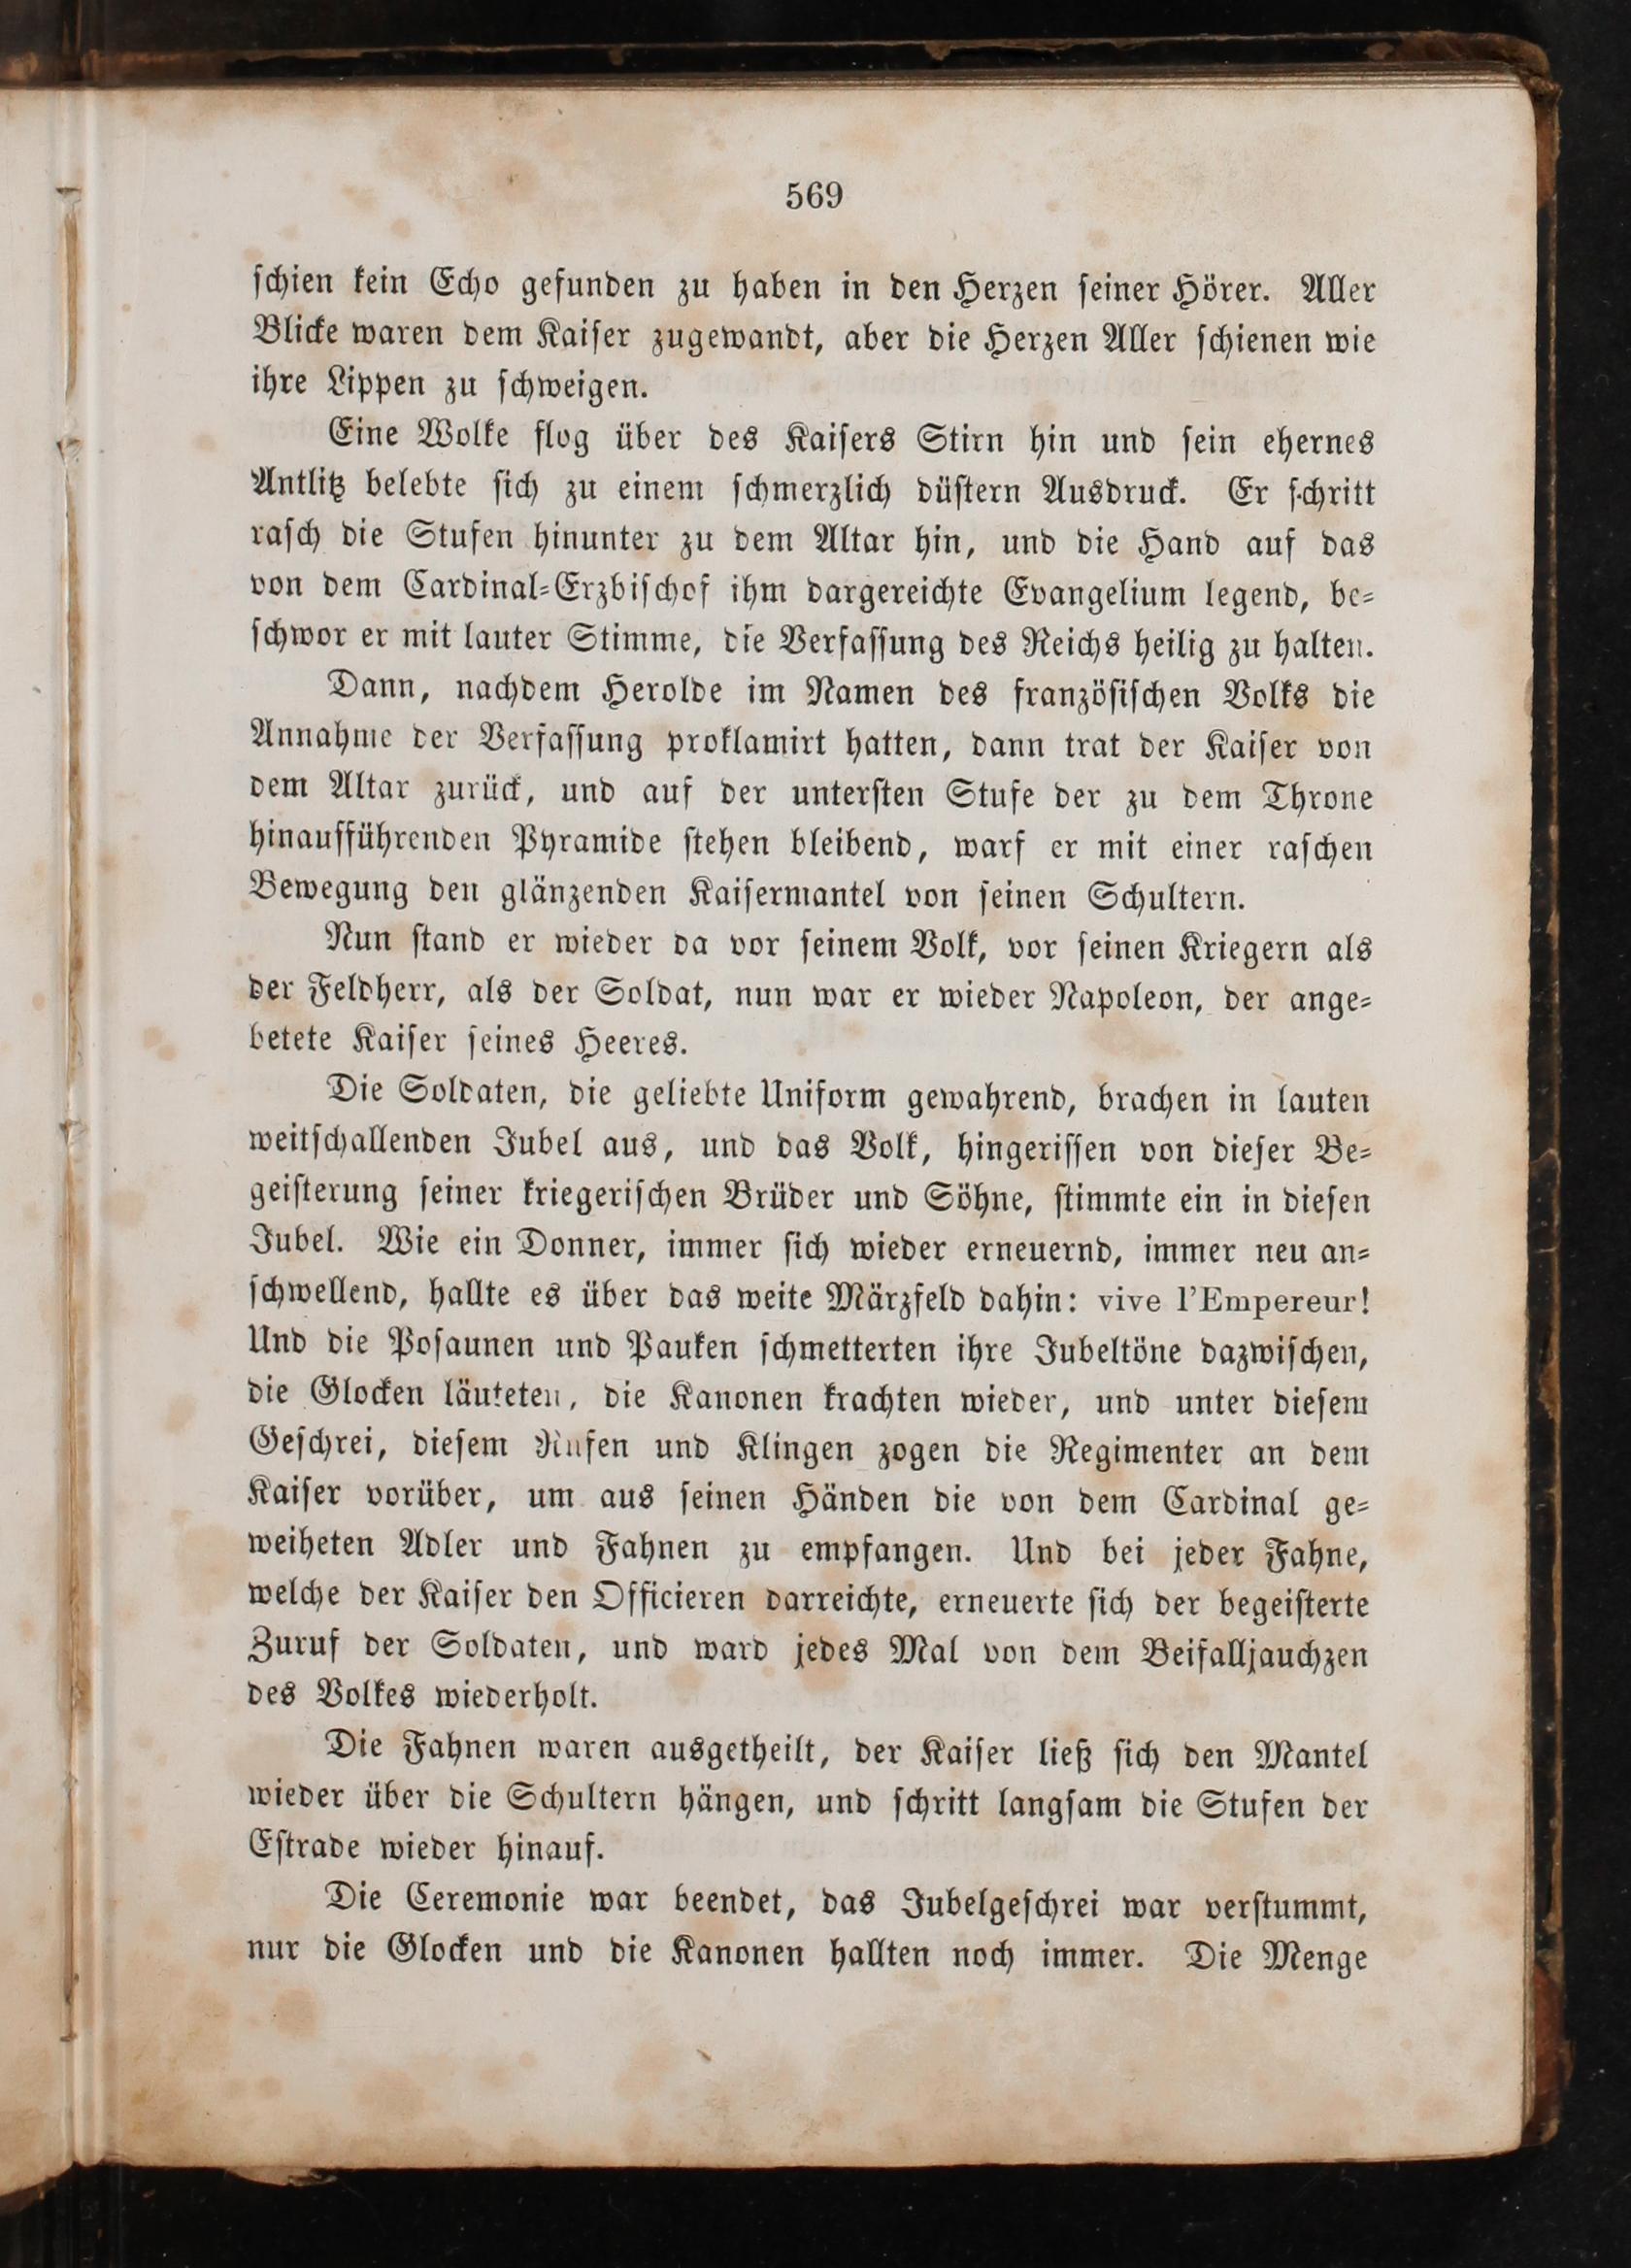 569
schien kein Echo gefunden zu haben in den Herzen seiner Hörer. Aller
Blicke waren dem Kaiser zugewandt, aber die Herzen Aller schienen wie
ihre Lippen zu schweigen.
Eine Wolke flog über des Kaisers Stirn hin und sein ehernes
Antlitz belebte sich zu einem schmerzlich düstern Ausdruck. Er schritt
rasch die Stufen hinunter zu dem Altar hin, und die Hand auf das
von dem Cardinal-Erzbischof ihm dargereichte Evangelium legend, be-
schwor er mit lauter Stimme, die Verfassung des Reichs heilig zu halten.
Dann, nachdem Herolde im Namen des französischen Volks die
Annahme der Verfassung proklamirt hatten, dann trat der Kaiser von
dem Altar zurück, und auf der untersten Stufe der zu dem Throne
hinaufführenden Pyramide stehen bleibend, warf er mit einer raschen
Bewegung den glänzenden Kaisermantel von seinen Schultern.
Nun stand er wieder da vor seinem Volk, vor seinen Kriegern als
der Feldherr, als der Soldat, nun war er wieder Napoleon, der ange-
betete Kaiser seines Heeres.
Die Soldaten, die geliebte Uniform gewahrend, brachen in lauten
weitschallenden Jubel aus, und das Volk, hingerissen von dieser Be-
geisterung seiner kriegerischen Brüder und Söhne, stimmte ein in diesen
Jubel. Wie ein Donner, immer sich wieder erneuernd, immer neu an-
schwellend, hallte es über das weite Märzfeld dahin: vive l'Empereur!
Und die Posaunen und Pauken schmetterten ihre Jubeltöne dazwischen,
die Glocken läuteten, die Kanonen krachten wieder, und unter diesem
Geschrei, diesem Rufen und Klingen zogen die Regimenter an dem
Kaiser vorüber, um aus seinen Händen die von dem Cardinal ge-
weiheten Adler und Fahnen zu empfangen. Und bei jeder Fahne,
welche der Kaiser den Officieren darreichte, erneuerte sich der begeisterte
Zuruf der Soldaten, und ward jedes Mal von dem Beifalljauchzen
des Volkes wiederholt.
Die Fahnen waren ausgetheilt, der Kaiser ließ sich den Mantel
wieder über die Schultern hängen, und schritt langsam die Stufen der
Estrade wieder hinauf.
Die Ceremonie war beendet, das Jubelgeschrei war verstummt,
nur die Glocken und die Kanonen hallten noch immer. Die Menge